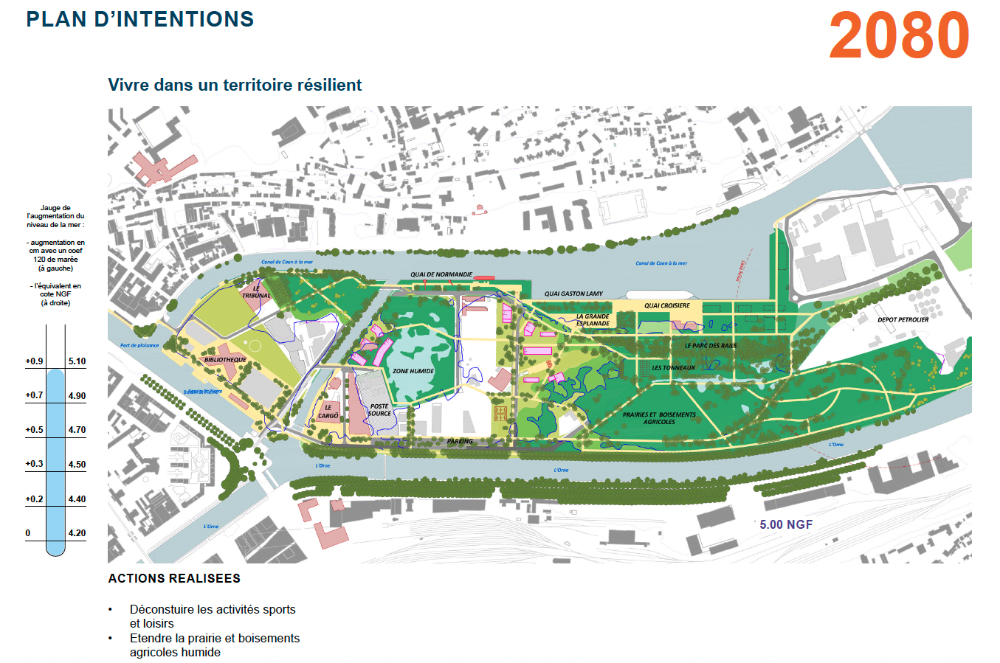 PLAN D’INTENTIONS
2080
Vivre dans un territoire résilient
Jauge de
l'augmentation du
niveau de la mer :
- augmentation en
cm avec un coef
120 de marée
(à gauche)
- l'équivalent en
cote NGF
(à droite)
+0.9 5.10
+0.7 4.90
+0.5 4.70
+0.3 4.50
+0.2 4.40
0 4.20
Canal de Caen à la mer
Canal de Caen à la mer
QUAI DE NORMANDIE
LE
TRIBUNAL
QUAI GASTON LAMY
QUAI CROISIERE
LA GRANDE
ESPLANADE
DEPOT PETROLIER
Port de plaisance
LE PARC DES RAILS
BIBLIOTHEQUE
ZONE HUMIDE
LES TONNEAUX
Bassin St Pierre
LE
CARGÖ
POSTE
SOURCE
PRAIRIES ET BOISEMENTS
AGRICOLES
PARKING
L'Orne
L'Orne
L'Orne
L'Orne
5.00 NGF
ACTIONS REALISEES
• Déconstuire les activités sports
et loisirs
• Etendre la prairie et boisements
agricoles humide